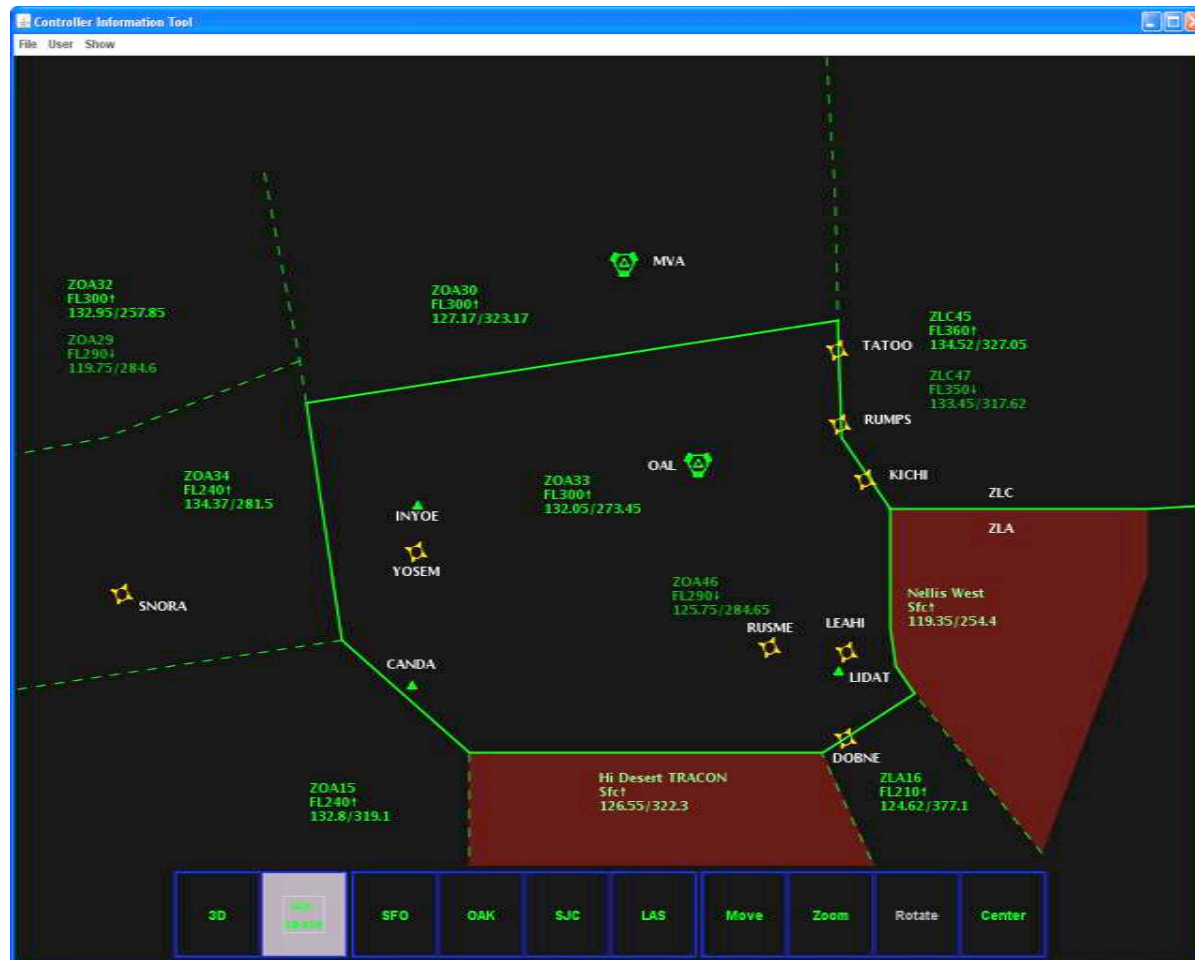 Controller Information Tool
File User Show
MVA
ZOA32
FL300↑
132.95/257.85
ZOA29
FL290↓
119.75/284.6
ZOA30
FL300↑
127.17/323.17
ZLC45
FL360↑
134.52/327.05
TATOO
ZLC47
FL350↓
133.45/317.62
RUMPS
OAL
KICHI
ZOA34
FL240↑
134.37/281.5
ZOA33
FL300↑
132.05/273.45
ZLC
ZLA
INYOE
YOSEM
SNORA
ZOA46
FL290↓
125.75/284.65
Nellis West
Sfc↑
119.35/254.4
RUSME
LEAHI
LIDAT
CANDA
DOBNE
ZOA15
FL240↑
132.8/319.1
Hi Desert TRACON
Sfc↑
126.55/322.3
ZLA16
FL210↑
124.62/377.1
3D
SFO
OAK
SJC
LAS
Move
Zoom
Rotate
Center